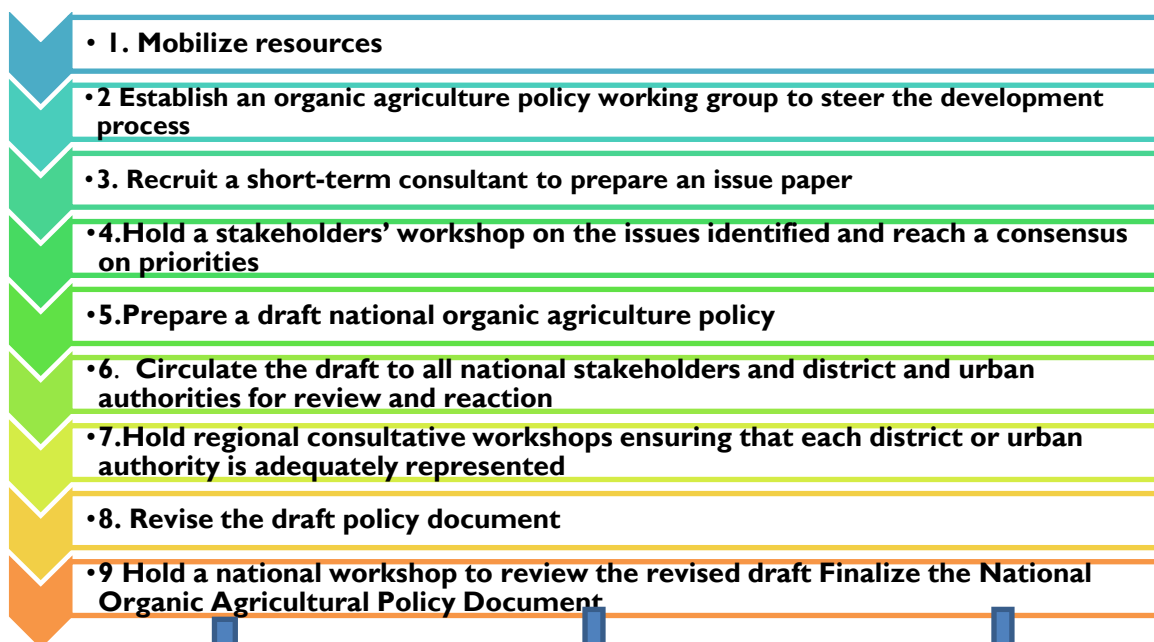 • 1. Mobilize resources
•2 Establish an organic agriculture policy working group to steer the development
process
•3. Recruit a short-term consultant to prepare an issue paper
•4.Hold a stakeholders’ workshop on the issues identified and reach a consensus
on priorities
•5.Prepare a draft national organic agriculture policy
•6. Circulate the draft to all national stakeholders and district and urban
authorities for review and reaction
•7.Hold regional consultative workshops ensuring that each district or urban
authority is adequately represented
•8. Revise the draft policy document
•9 Hold a national workshop to review the revised draft Finalize the National
Organic Agricultural Policy Document